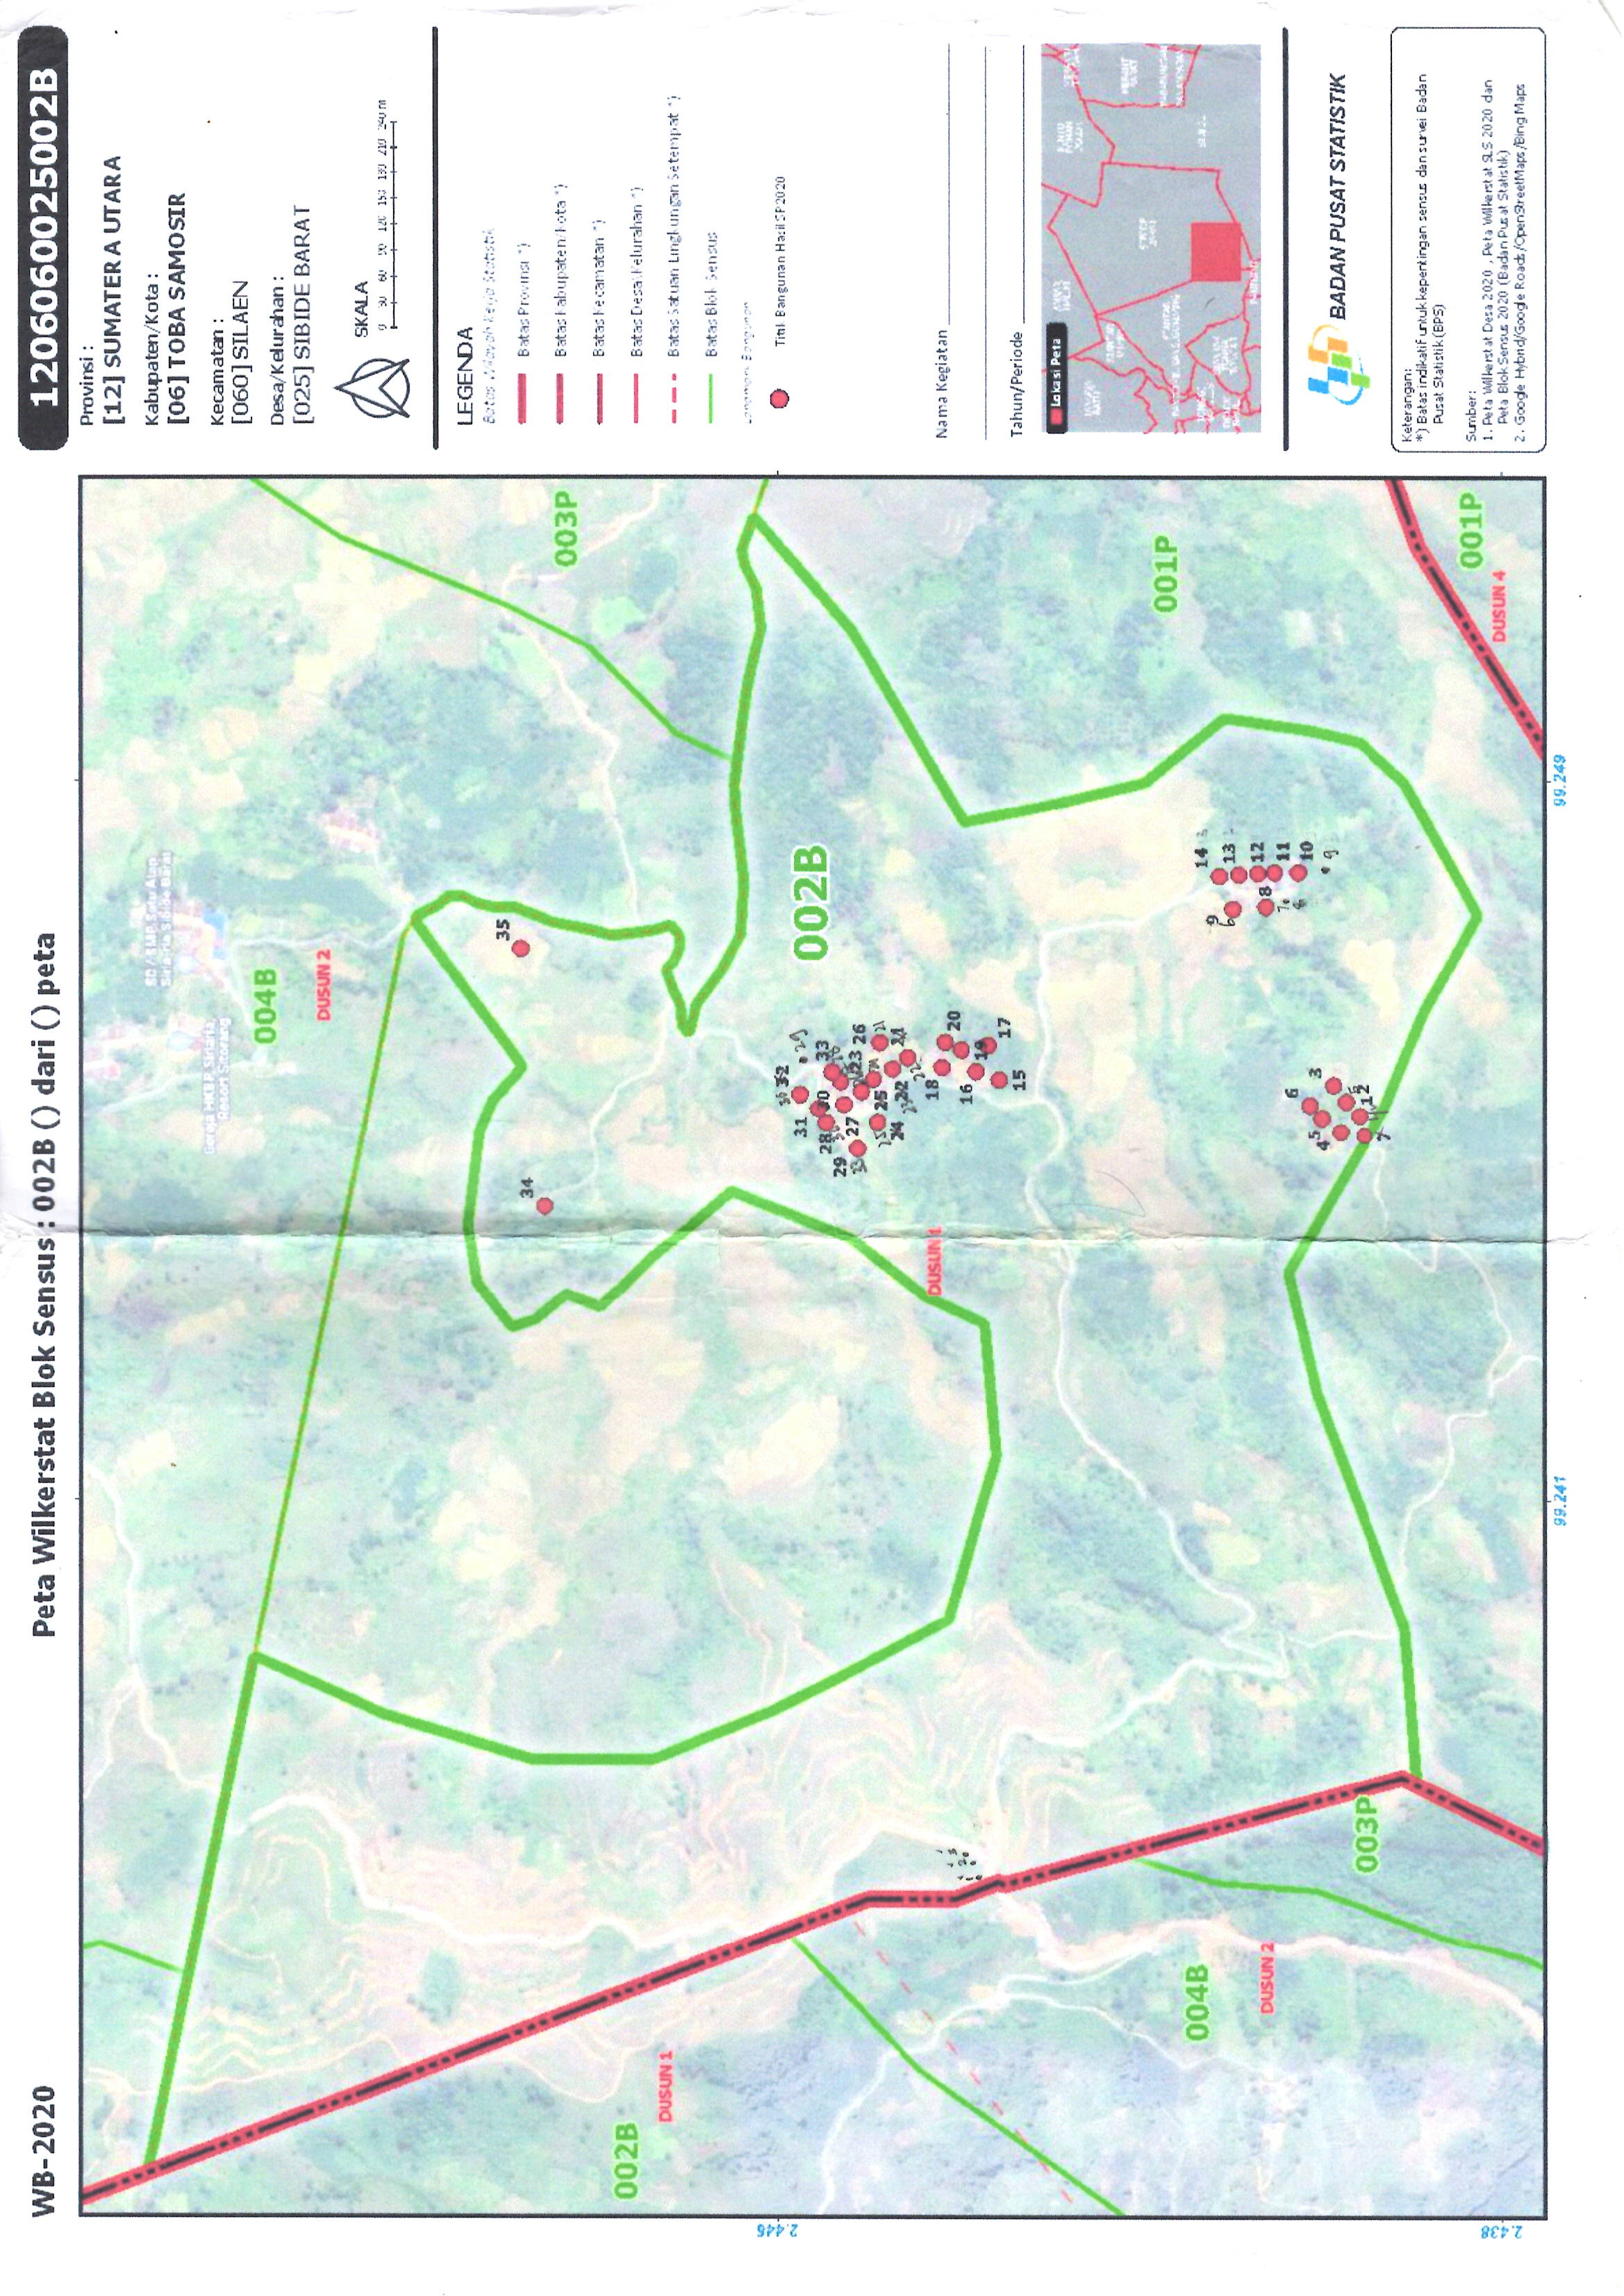 WB-2020
Peta Wilkerstat Blok Sensus : 002B () dari () peta
1206060025002B
Provinsi :
[12] SUMATERA UTARA
Kabupaten/Kota :
[06] TOBA SAMOSIR
Kecamatan :
[060] SILAEN
Desa/Kelurahan :
[025] SIBIDE BARAT
SKALA
0 30 60 90 120 150 180 210 240 m
LEGENDA
Batas Wilayah Kerja Statistik
Batas Provinsi *)
Batas Kabupaten/Kota *)
Batas Kecamatan *)
Batas Desa\Kelurahan *)
Batas Satuan Lingkungan Setempat *)
Batas Blok Sensus
Landmark Bangunan
Titik Bangunan Hasil SP2020
Nama Kegiatan
Tahun/Periode
Lokasi Peta
BADAN PUSAT STATISTIK
Keterangan:
*) Batas indikatif untuk kepentingan sensus dan survei Badan
Pusat Statistik (BPS)
Sumber:
1. Peta Wilkerstat Desa 2020 , Peta Wilkerstat SLS 2020 dan
Peta Blok Sensus 2020 (Badan Pusat Statistik)
2. Google Hybrid/Google Roads/OpenStreetMaps/Bing Maps
SD / SMP Satu Atap
Siria-ria Sibide Barat
Gereja HKBP Siriaria,
Resort Sitorang
004B
DUSUN 2
003P
002B
DUSUN 1
35
34
2.446
002B
32
29
31
28
30
33
29
27
23
26
25
21
24
22
21
DUSUN 1
18
20
16
19
17
15
001P
004B
DUSUN 2
14
9
13
6
12
8
11
10
9
6
5
3
4
12
003P
001P
DUSUN 4
2.438
99.241
99.249